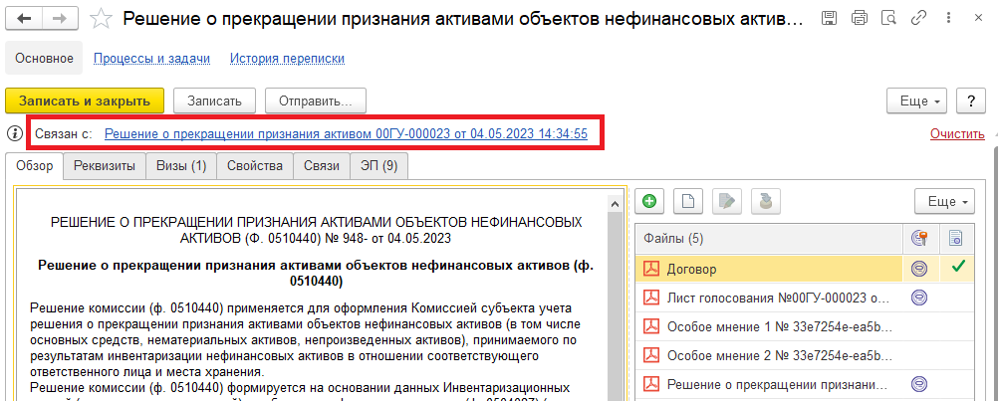 Решение о прекращении признания активами объектов нефинансовых актив...
Основное Процессы и задачи История переписки
Записать и закрыть Записать Отправить... Еще ?
Связан с: Решение о прекращении признания активом 00ГУ-000023 от 04.05.2023 14:34:55 Очистить
Обзор Реквизиты Визы (1) Свойства Связи ЭП (9)
Еще
РЕШЕНИЕ О ПРЕКРАЩЕНИИ ПРИЗНАНИЯ АКТИВАМИ ОБЪЕКТОВ НЕФИНАНСОВЫХ
АКТИВОВ (Ф. 0510440) № 948- от 04.05.2023
Решение о прекращении признания активами объектов нефинансовых активов (ф.
0510440)
Решение комиссии (ф. 0510440) применяется для оформления Комиссией субъекта учета
решения о прекращении признания активами объектов нефинансовых активов (в том числе
основных средств, нематериальных активов, непроизведенных активов), принимаемого по
результатам инвентаризации нефинансовых активов в отношении соответствующего
ответственного лица и места хранения.
Решение комиссии (ф. 0510440) формируется на основании данных Инвентаризационных
Файлы (5)
Договор
Лист голосования №00ГУ-000023 о...
Особое мнение 1 № 33e7254e-ea5b...
Особое мнение 2 № 33e7254e-ea5b...
Решение о прекращении признани...